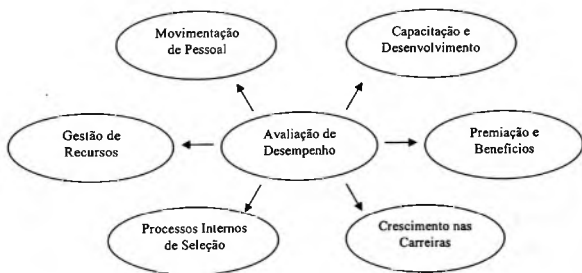 Movimentação
de Pessoal
Capacitação e
Desenvolvimento
Gestão de
Recursos
Avaliação de
Desempenho
Premiação e
Benefícios
Processos Internos
de Seleção
Crescimento nas
Carreiras